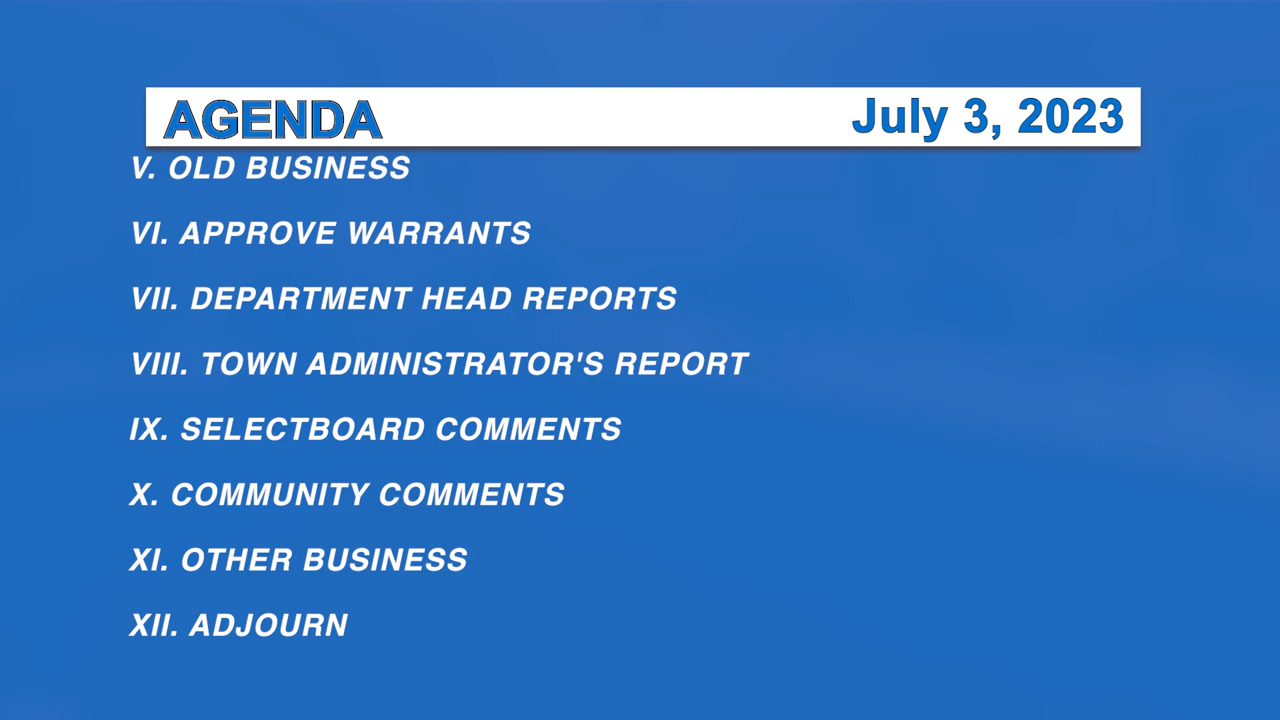 AGENDA July 3, 2023
V. OLD BUSINESS
VI. APPROVE WARRANTS
VII. DEPARTMENT HEAD REPORTS
VIII. TOWN ADMINISTRATOR'S REPORT
IX. SELECTBOARD COMMENTS
X. COMMUNITY COMMENTS
XI. OTHER BUSINESS
XII. ADJOURN